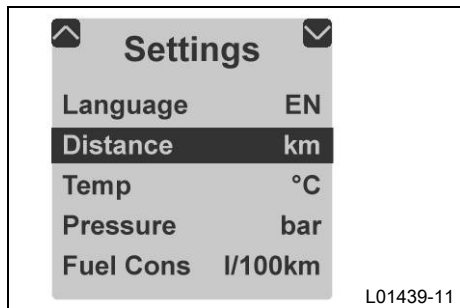 Settings
Language EN
Distance km
Temp °C
Pressure bar
Fuel Cons l/100km
L01439-11